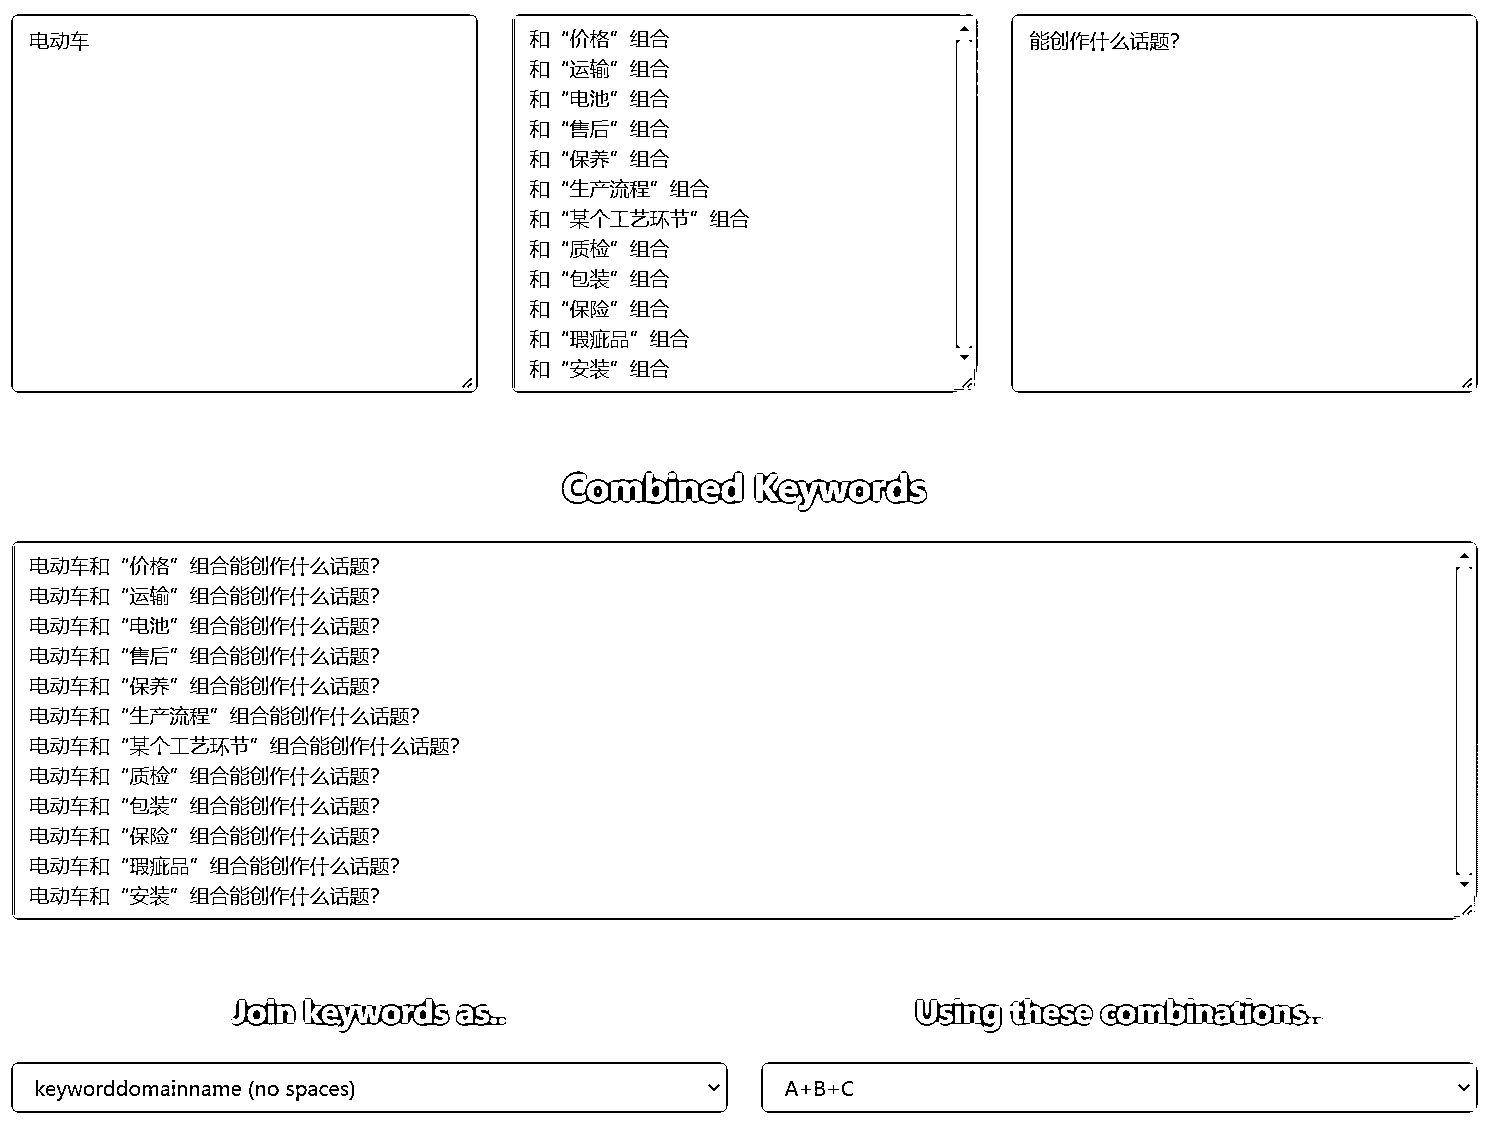 电动车
和“价格”组合
和“运输”组合
和“电池”组合
和“售后”组合
和“保养”组合
和“生产流程”组合
和“某个工艺环节”组合
和“质检”组合
和“包装”组合
和“保险”组合
和“瑕疵品”组合
和“安装”组合
能创作什么话题?
Combined Keywords
电动车和“价格”组合能创作什么话题?
电动车和“运输”组合能创作什么话题?
电动车和“电池”组合能创作什么话题?
电动车和“售后”组合能创作什么话题?
电动车和“保养”组合能创作什么话题?
电动车和“生产流程”组合能创作什么话题?
电动车和“某个工艺环节”组合能创作什么话题?
电动车和“质检”组合能创作什么话题?
电动车和“包装”组合能创作什么话题?
电动车和“保险”组合能创作什么话题?
电动车和“瑕疵品”组合能创作什么话题?
电动车和“安装”组合能创作什么话题?
Join keywords as...
Using these combinations...
keyworddomainname (no spaces)
A+B+C